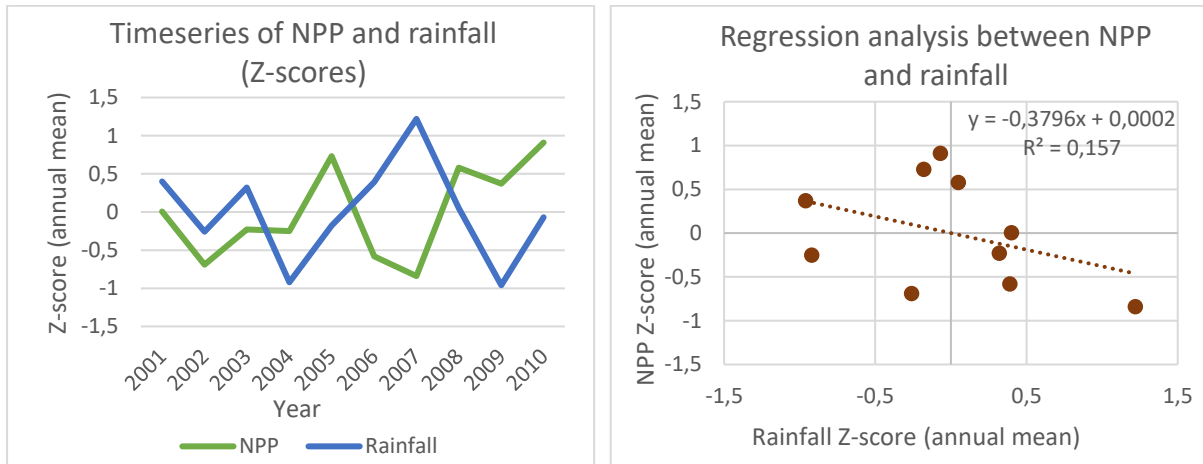 Timeseries of NPP and rainfall
(Z-scores)
Z-score (annual mean)
1,5
1
0,5
0
-0,5
-1
-1,5
2001
2002
2003
2004
2005
2006
2007
2008
2009
2010
Year
NPP
Rainfall
Regression analysis between NPP
and rainfall
y = -0,3796x + 0,0002
R² = 0,157
NPP Z-score (annual mean)
1,5
1
0,5
0
-0,5
-1
-1,5
-1,5
-0,5
0,5
1,5
Rainfall Z-score (annual mean)